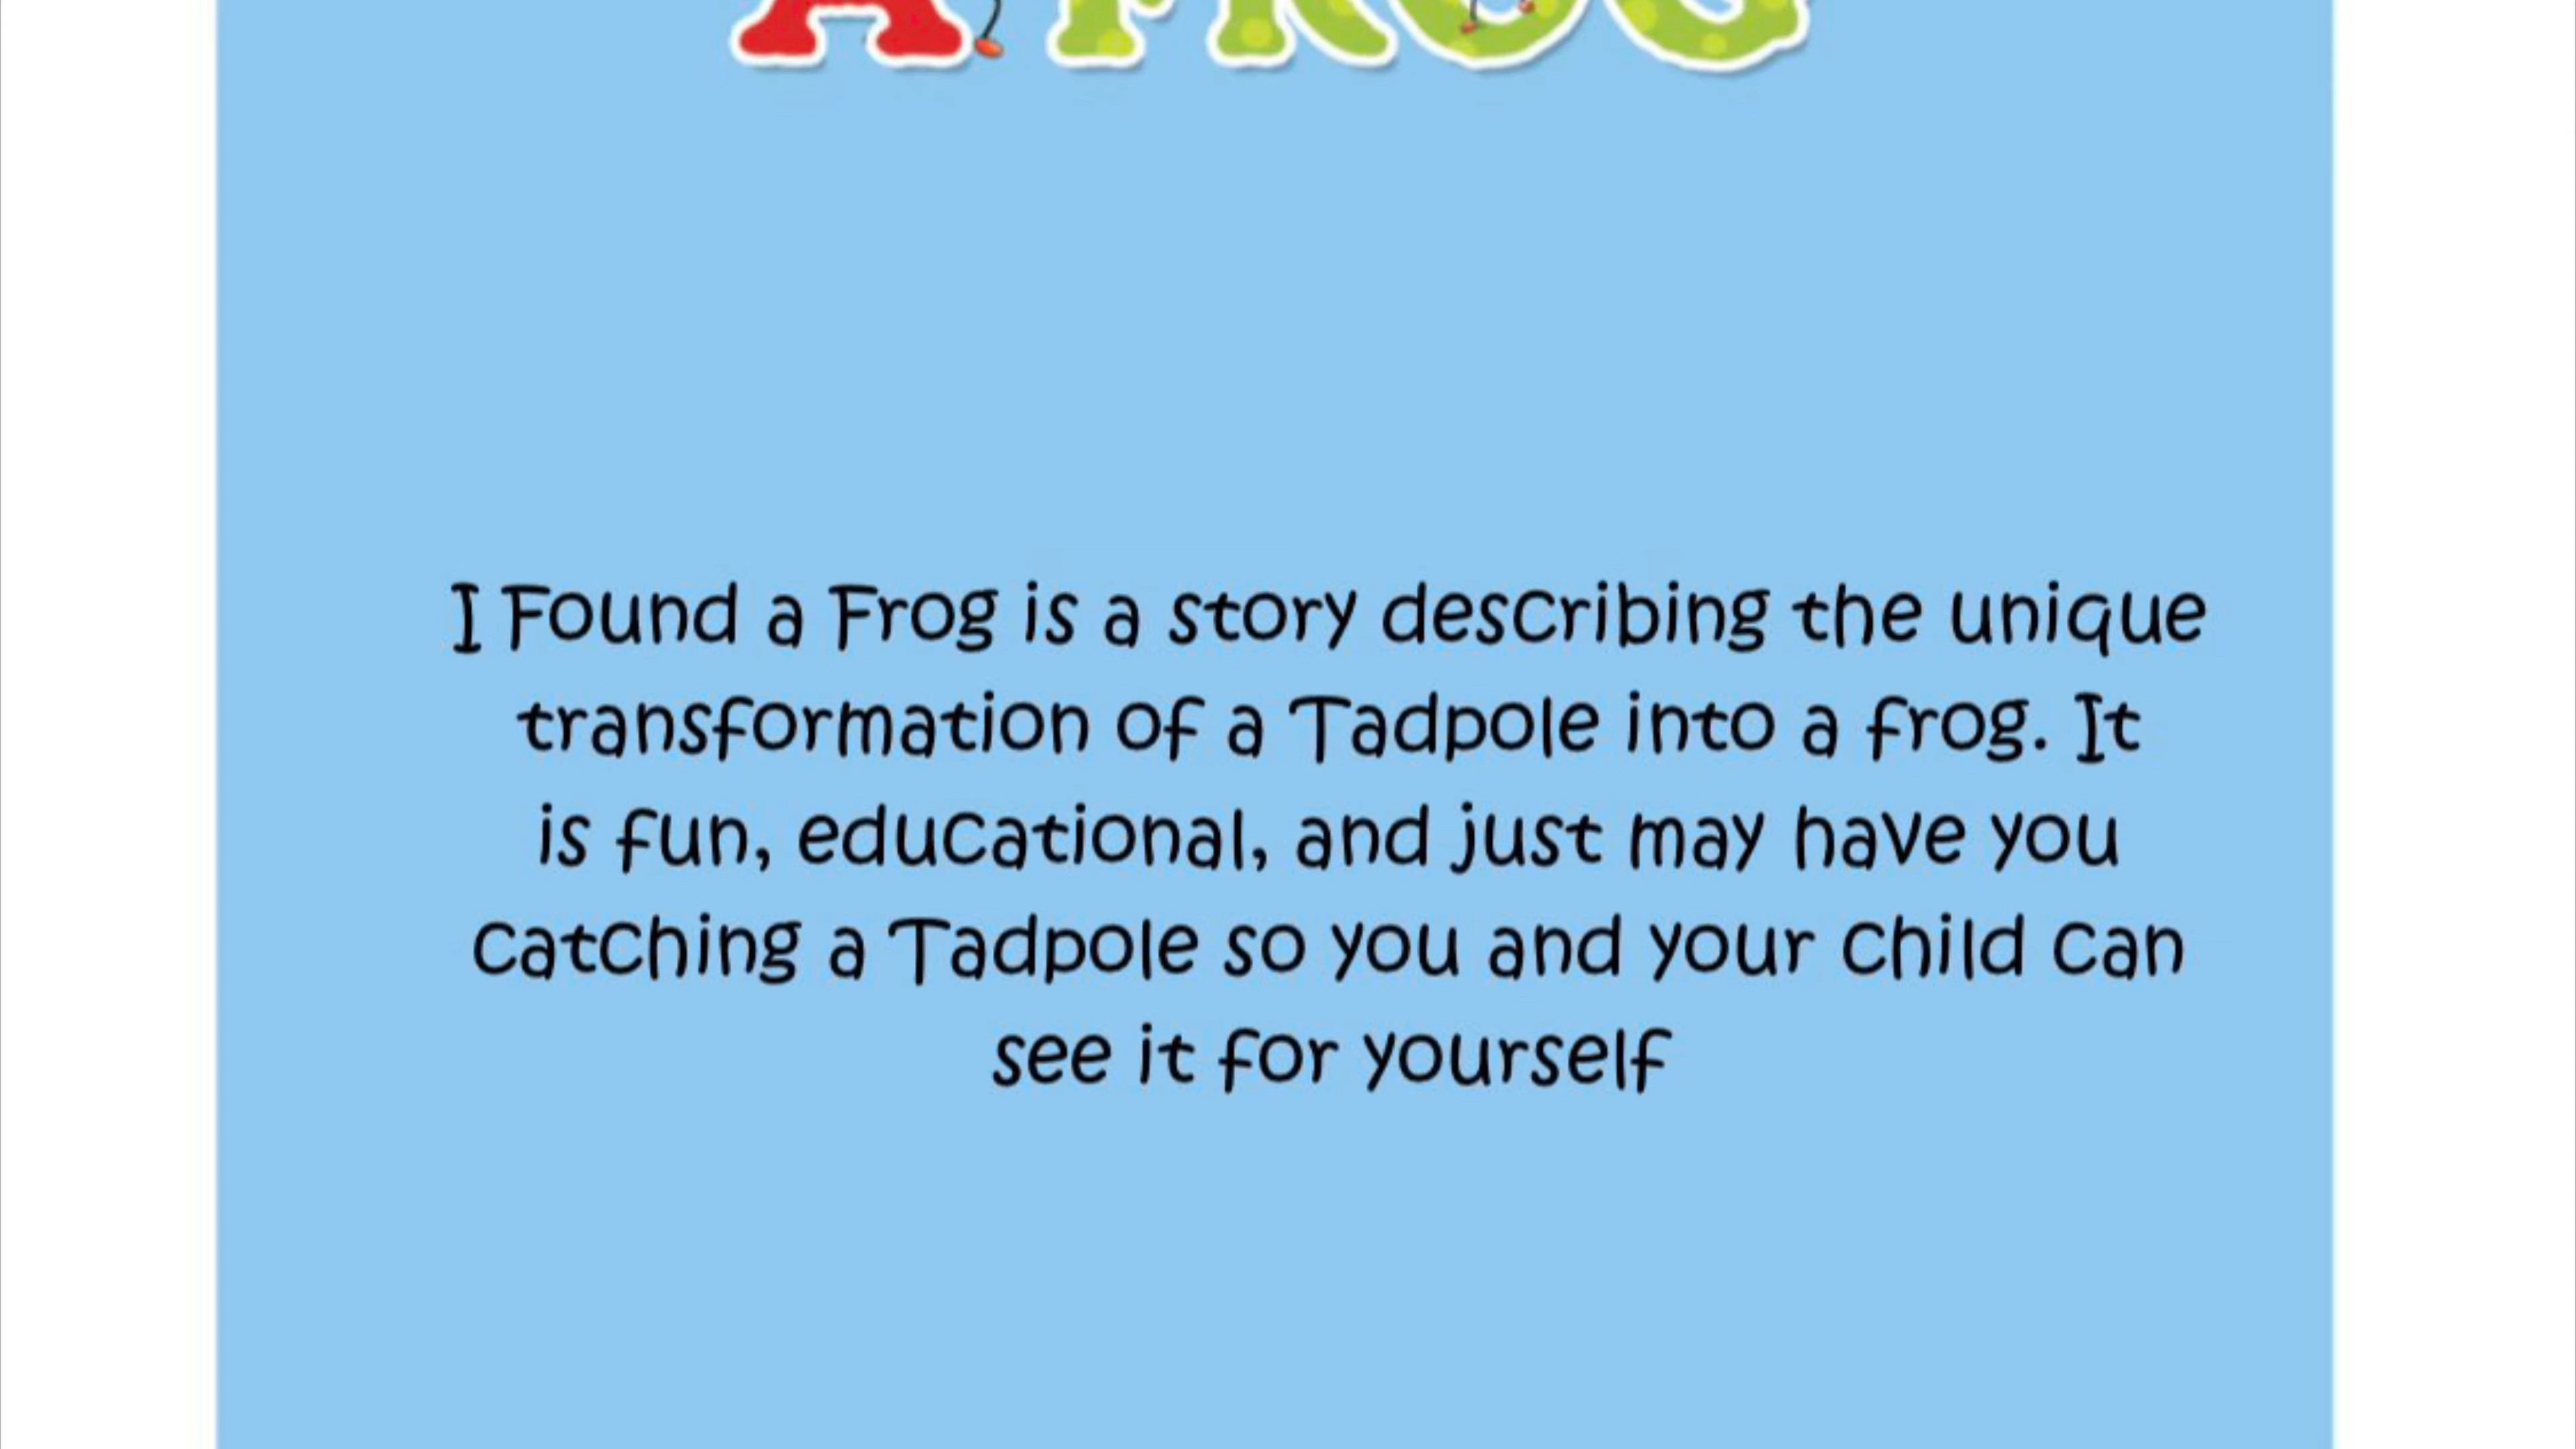 A FROG
I Found a Frog is a story describing the unique
transformation of a Tadpole into a frog. It
is fun, educational, and just may have you
catching a Tadpole so you and your child can
see it for yourself